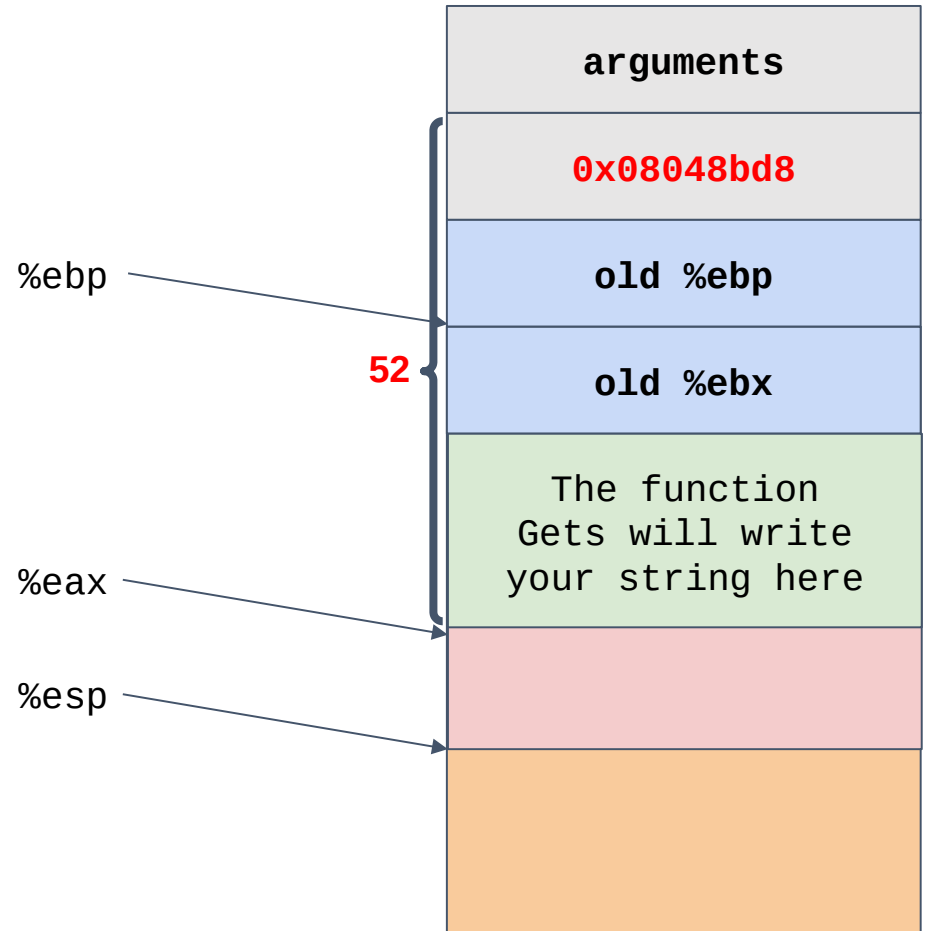 arguments
0x08048bd8
%ebp
old %ebp
52
old %ebx
The function
Gets will write
your string here
%eax
%esp